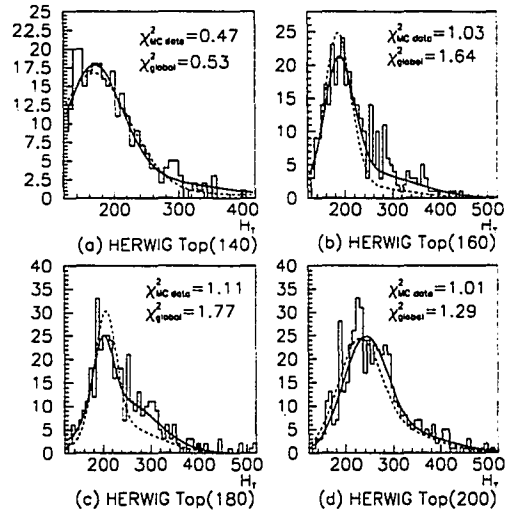 25
22.5
20
17.5
15
12.5
10
7.5
5
2.5
χ²MC data=0.47
χ²global=0.53
200 300 400
H_T
(a) HERWIG Top(140)
25
20
15
10
5
0
χ²MC data=1.03
χ²global=1.64
200 300 400 500
H_T
(b) HERWIG Top(160)
40
35
30
25
20
15
10
5
0
χ²MC data=1.11
χ²global=1.77
200 300 400 500
H_T
(c) HERWIG Top(180)
40
35
30
25
20
15
10
5
0
χ²MC data=1.01
χ²global=1.29
200 300 400 500
H_T
(d) HERWIG Top(200)